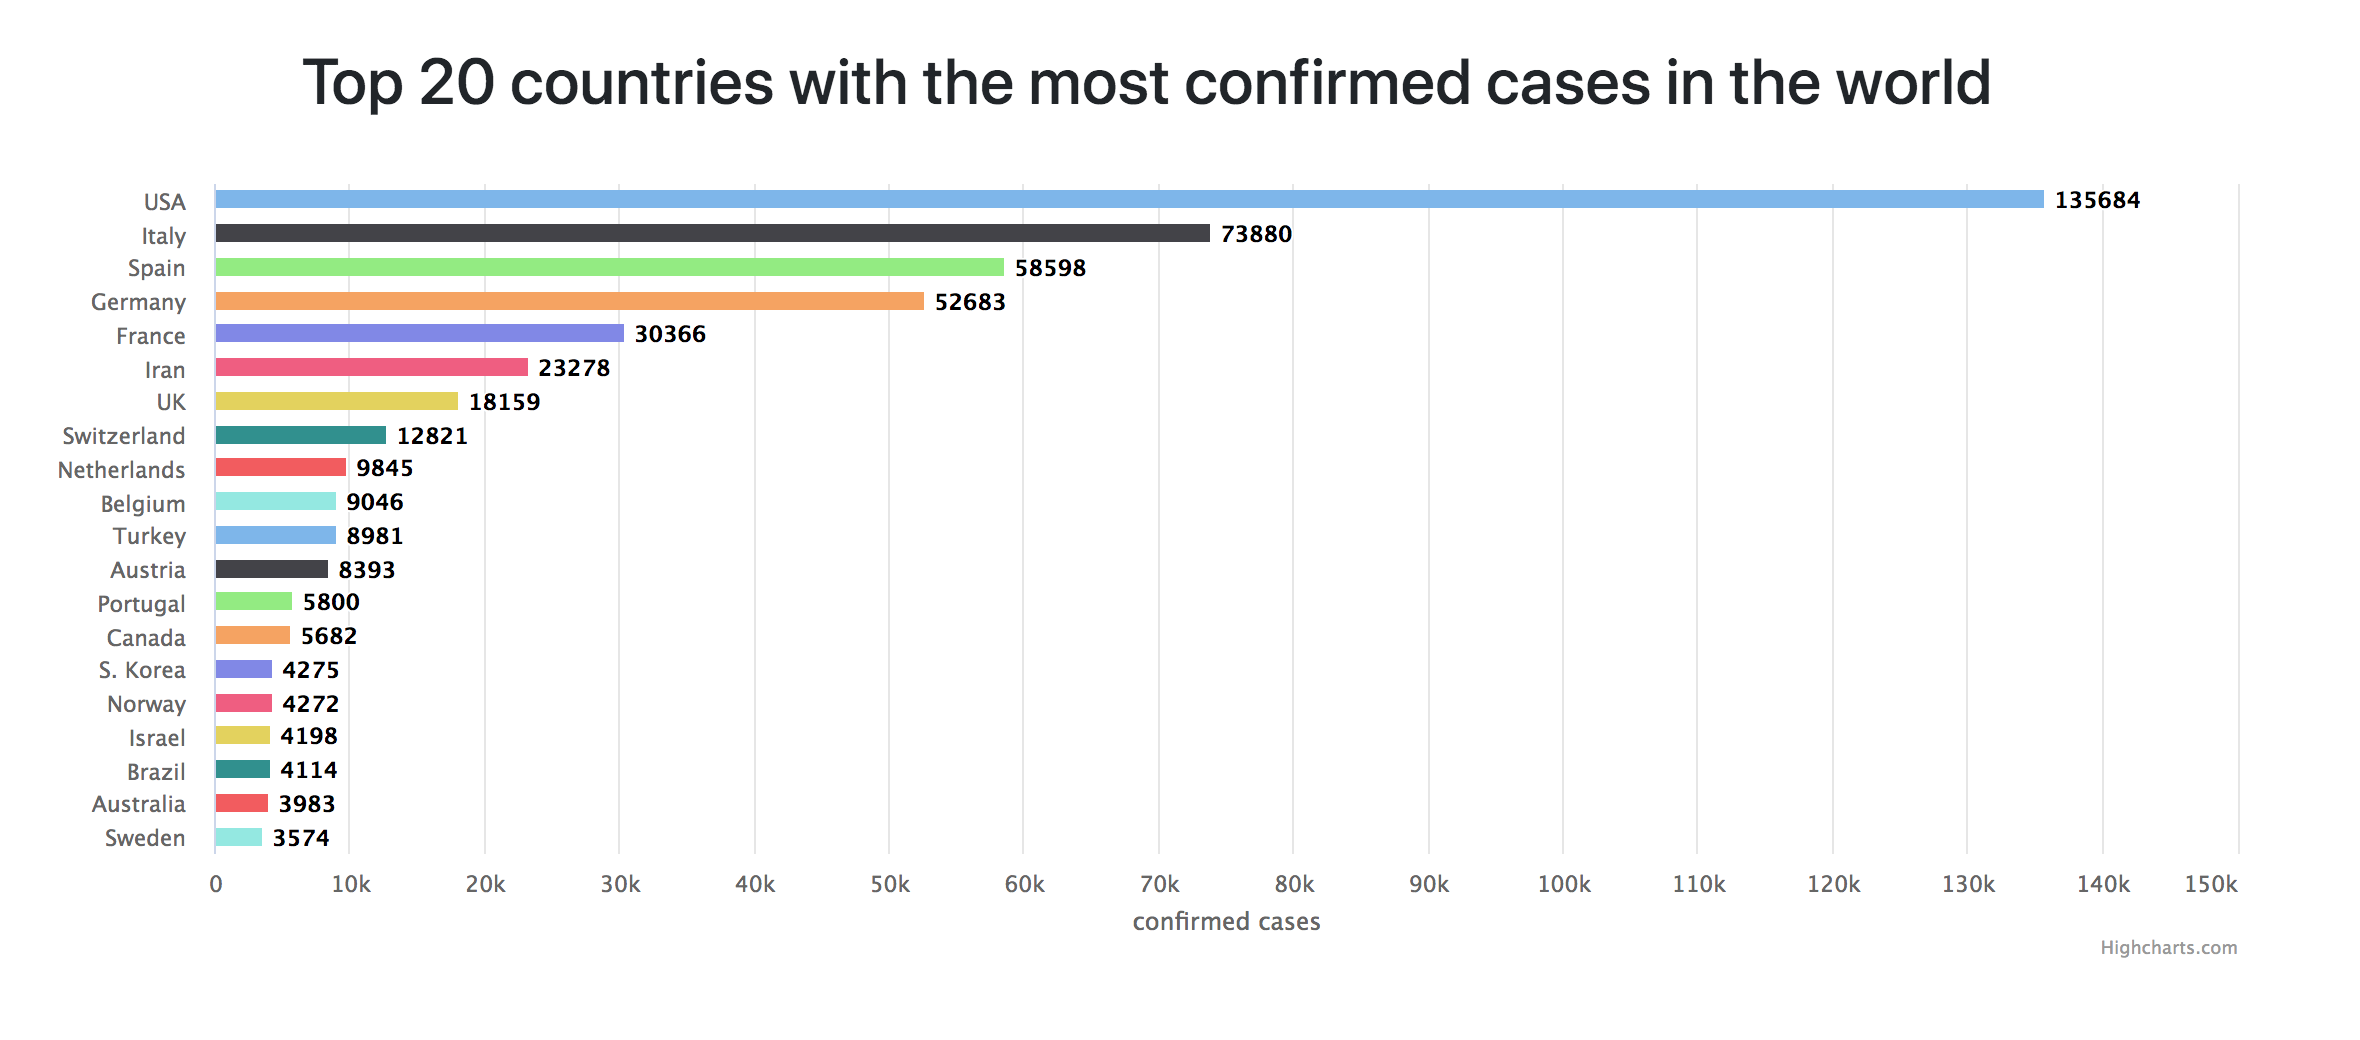 Top 20 countries with the most confirmed cases in the world
USA 135684
Italy 73880
Spain 58598
Germany 52683
France 30366
Iran 23278
UK 18159
Switzerland 12821
Netherlands 9845
Belgium 9046
Turkey 8981
Austria 8393
Portugal 5800
Canada 5682
S. Korea 4275
Norway 4272
Israel 4198
Brazil 4114
Australia 3983
Sweden 3574
0 10k 20k 30k 40k 50k 60k 70k 80k 90k 100k 110k 120k 130k 140k 150k
confirmed cases
Highcharts.com